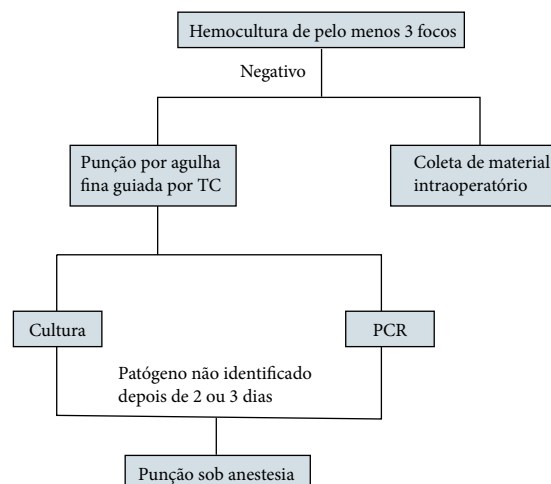 Hemocultura de pelo menos 3 focos
Negativo
Punção por agulha
fina guiada por TC
Coleta de material
intraoperatório
Cultura
PCR
Patógeno não identificado
depois de 2 ou 3 dias
Punção sob anestesia